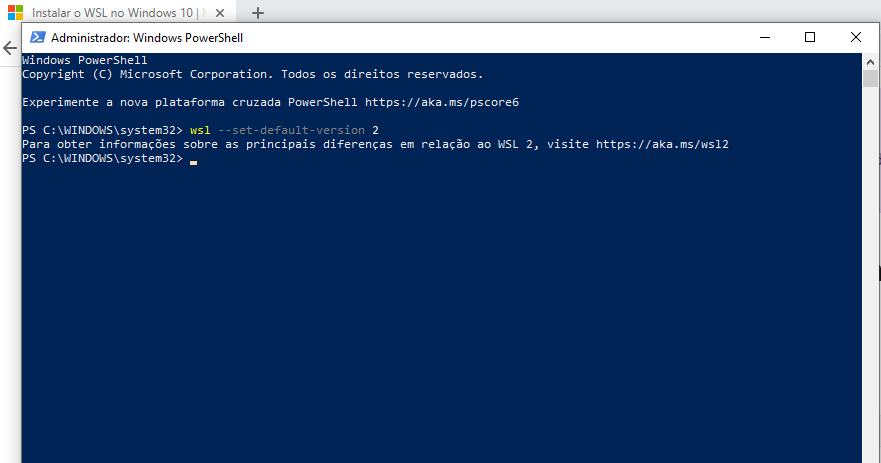 Instalar o WSL no Windows 10 |
Administrador: Windows PowerShell
Windows PowerShell
Copyright (C) Microsoft Corporation. Todos os direitos reservados.
Experimente a nova plataforma cruzada PowerShell https://aka.ms/pscore6
PS C:\WINDOWS\system32> wsl --set-default-version 2
Para obter informações sobre as principais diferenças em relação ao WSL 2, visite https://aka.ms/wsl2
PS C:\WINDOWS\system32>